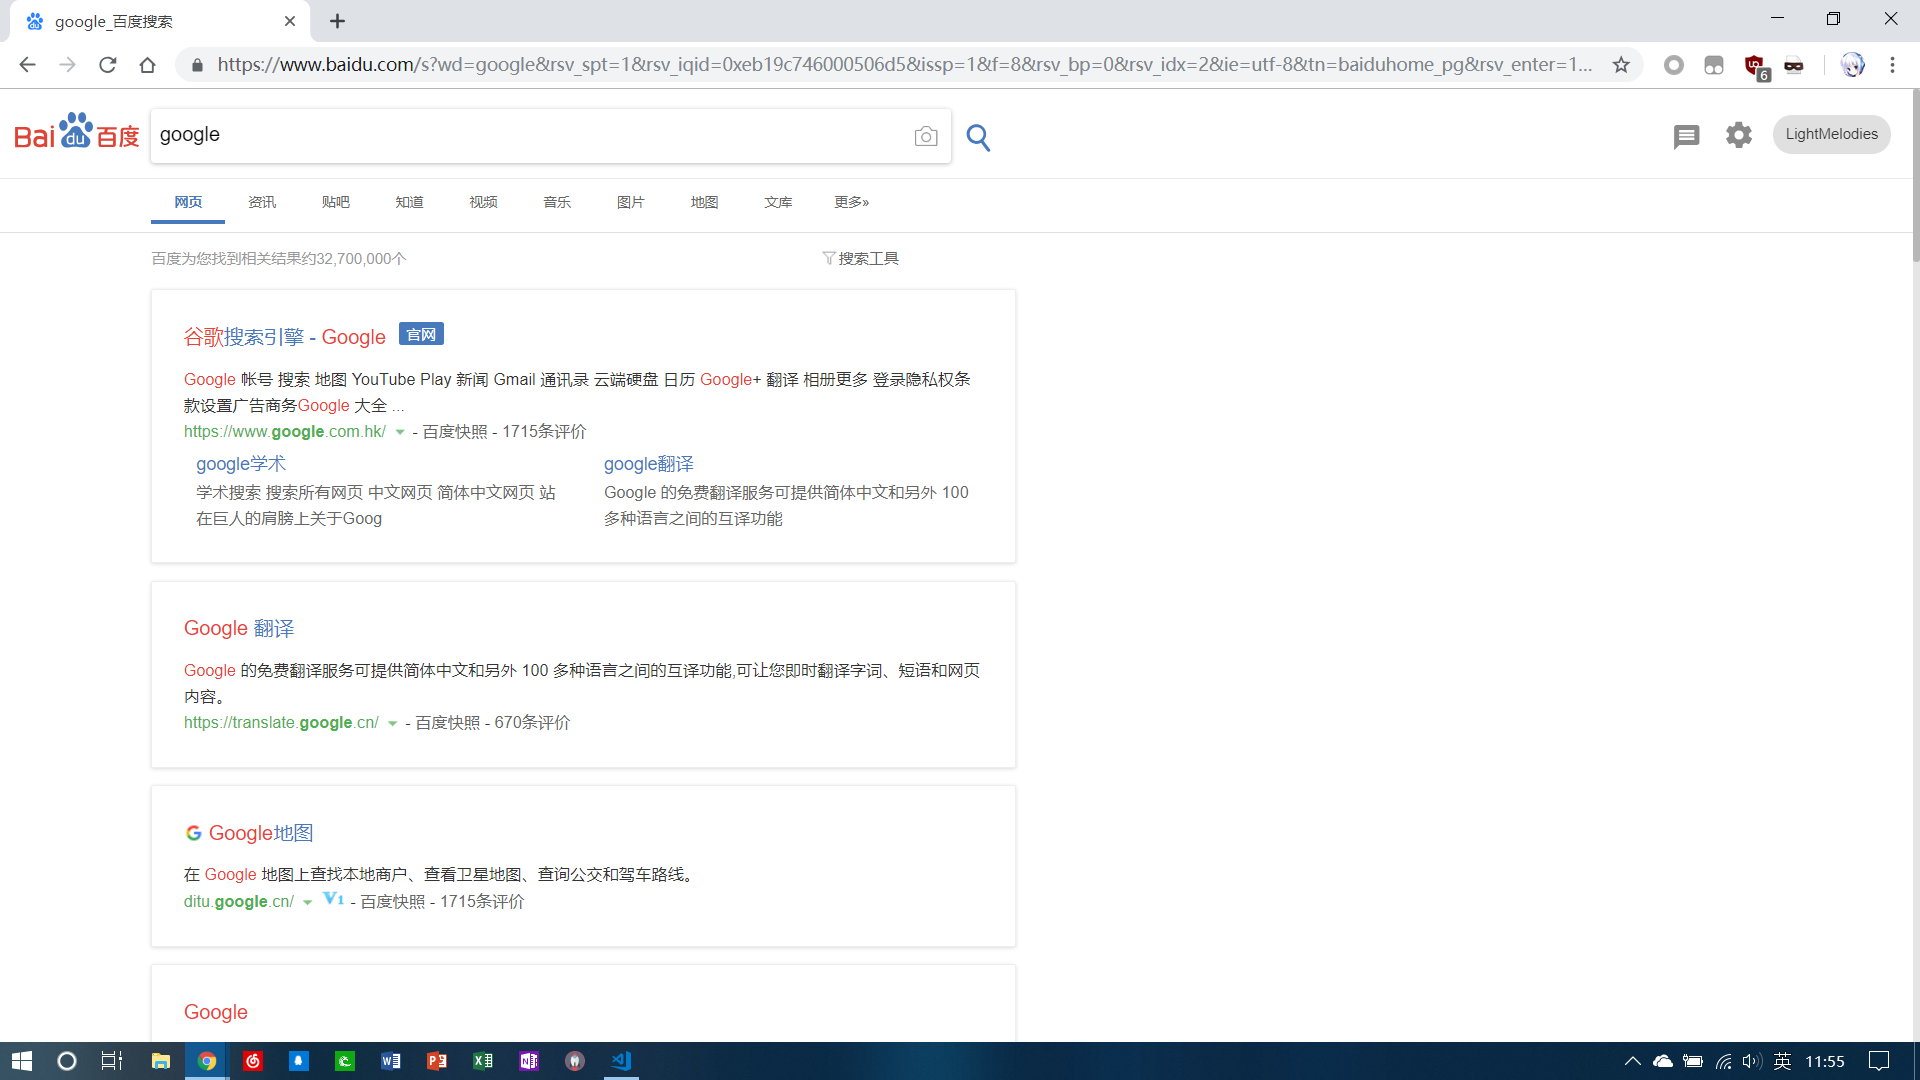 google_百度搜索
https://www.baidu.com/s?wd=google&rsv_spt=1&rsv_iqid=0xeb19c746000506d5&issp=1&f=8&rsv_bp=0&rsv_idx=2&ie=utf-8&tn=baiduhome_pg&rsv_enter=1...
6
Bai du 百度
google
LightMelodies
网页 资讯 贴吧 知道 视频 音乐 图片 地图 文库 更多»
百度为您找到相关结果约32,700,000个
搜索工具
谷歌搜索引擎 - Google 官网
Google 帐号 搜索 地图 YouTube Play 新闻 Gmail 通讯录 云端硬盘 日历 Google+ 翻译 相册更多 登录隐私权条
款设置广告商务Google 大全 ...
https://www.google.com.hk/ - 百度快照 - 1715条评价
google学术
学术搜索 搜索所有网页 中文网页 简体中文网页 站
在巨人的肩膀上关于Goog
google翻译
Google 的免费翻译服务可提供简体中文和另外 100
多种语言之间的互译功能
Google 翻译
Google 的免费翻译服务可提供简体中文和另外 100 多种语言之间的互译功能,可让您即时翻译字词、短语和网页
内容。
https://translate.google.cn/ - 百度快照 - 670条评价
Google地图
在 Google 地图上查找本地商户、查看卫星地图、查询公交和驾车路线。
ditu.google.cn/ V1 - 百度快照 - 1715条评价
Google
英 11:55